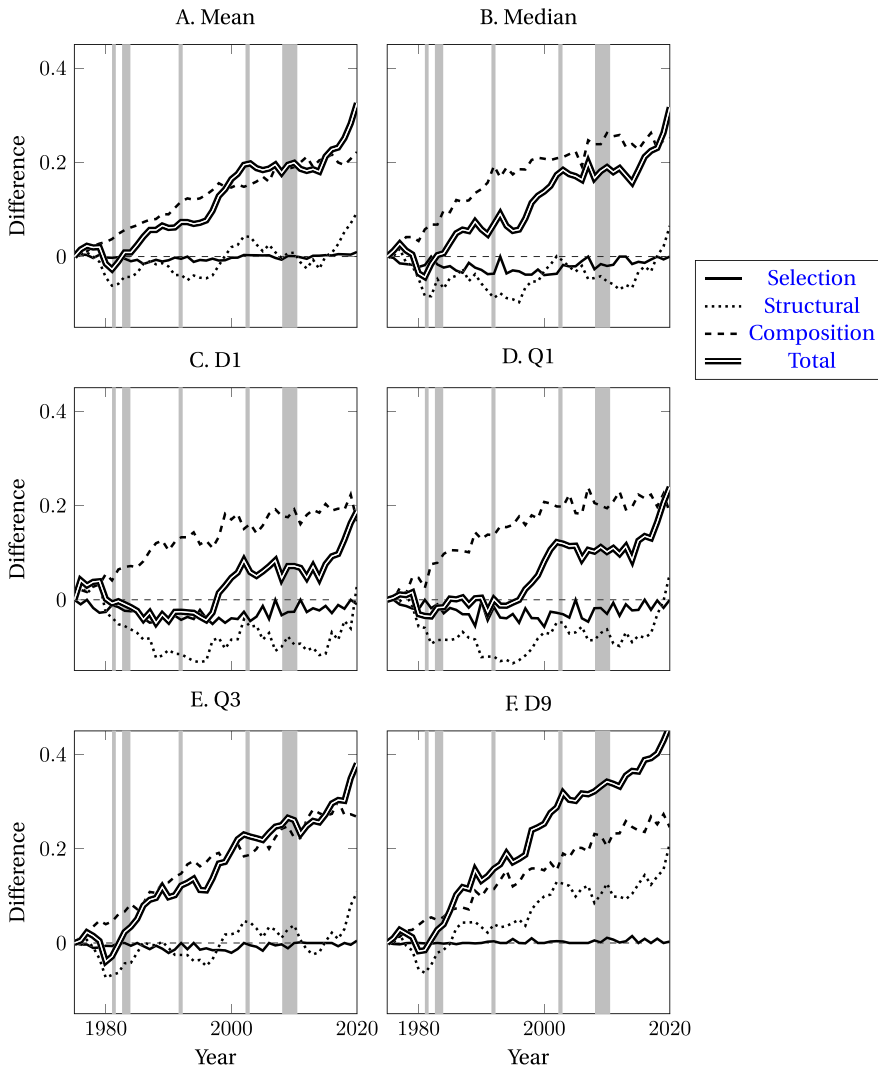 A. Mean
B. Median
0.4
0.2
0
Difference
Selection
Structural
Composition
Total
C. D1
D. Q1
0.4
0.2
0
Difference
E. Q3
F. D9
0.4
0.2
0
Difference
1980
2000
2020
1980
2000
2020
Year
Year